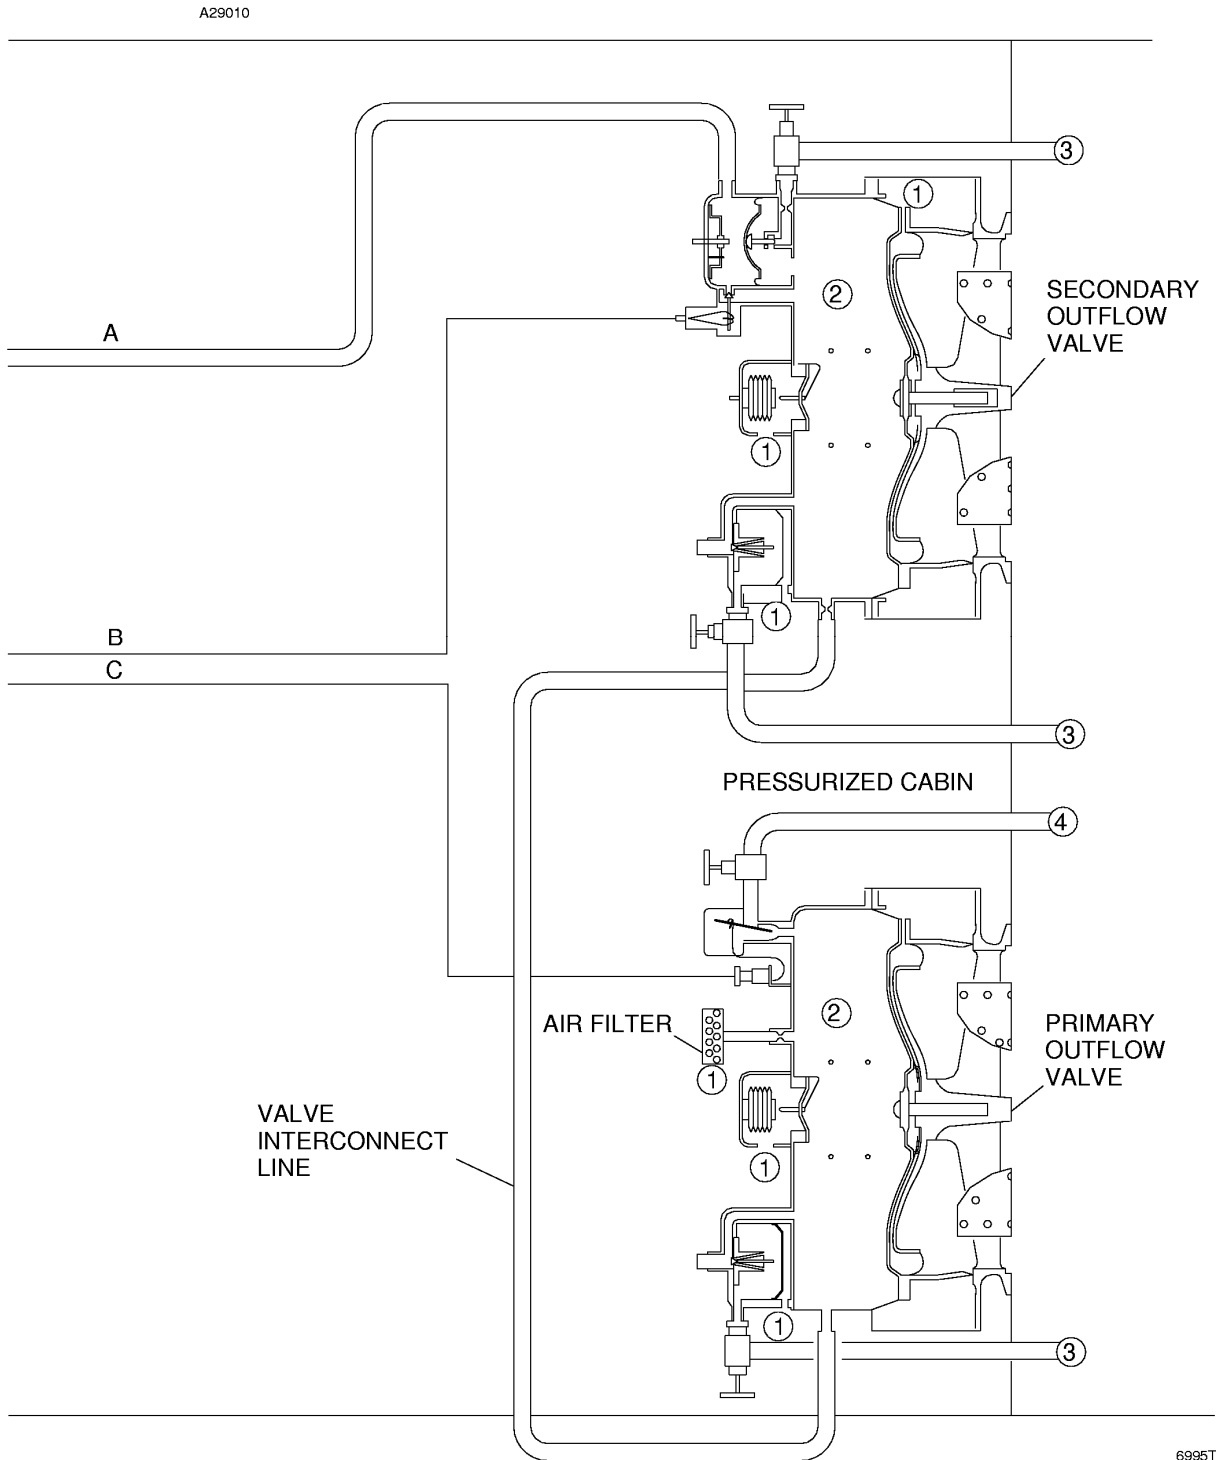 A29010
3
1
2
SECONDARY
OUTFLOW
VALVE
A
1
1
B
C
3
PRESSURIZED CABIN
4
2
AIR FILTER
PRIMARY
OUTFLOW
VALVE
1
VALVE
INTERCONNECT
LINE
1
1
3
6995T